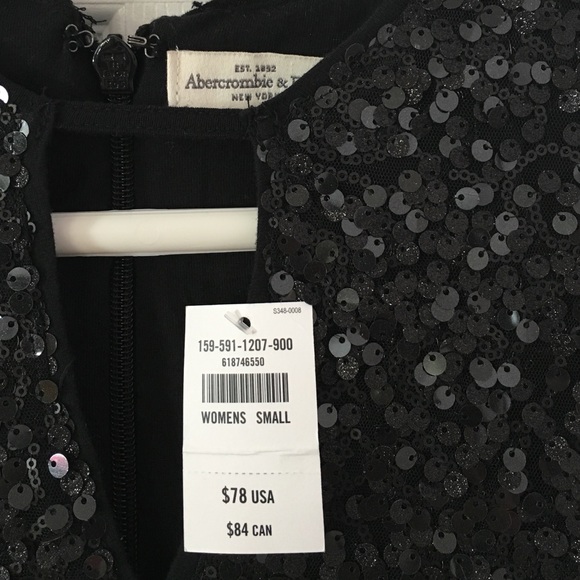 EST. 1892
Abercrombie &
NEW YORK
S348-0008
159-591-1207-900
618746550
WOMENS SMALL
$78 USA
$84 CAN